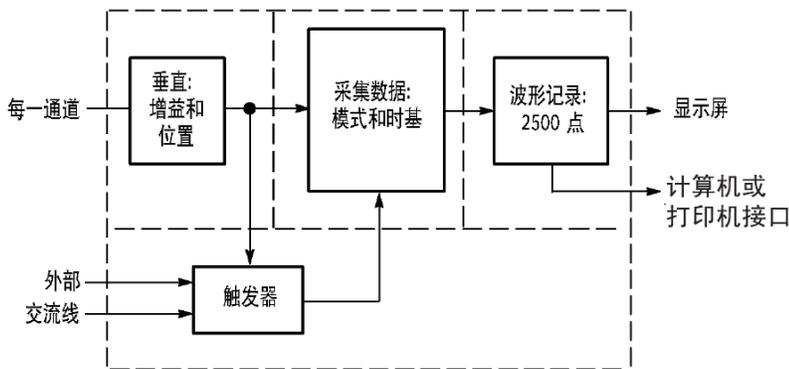 每一通道
垂直:
增益和
位置
采集数据:
模式和时基
波形记录:
2500 点
显示屏
计算机或
打印机接口
外部
交流线
触发器